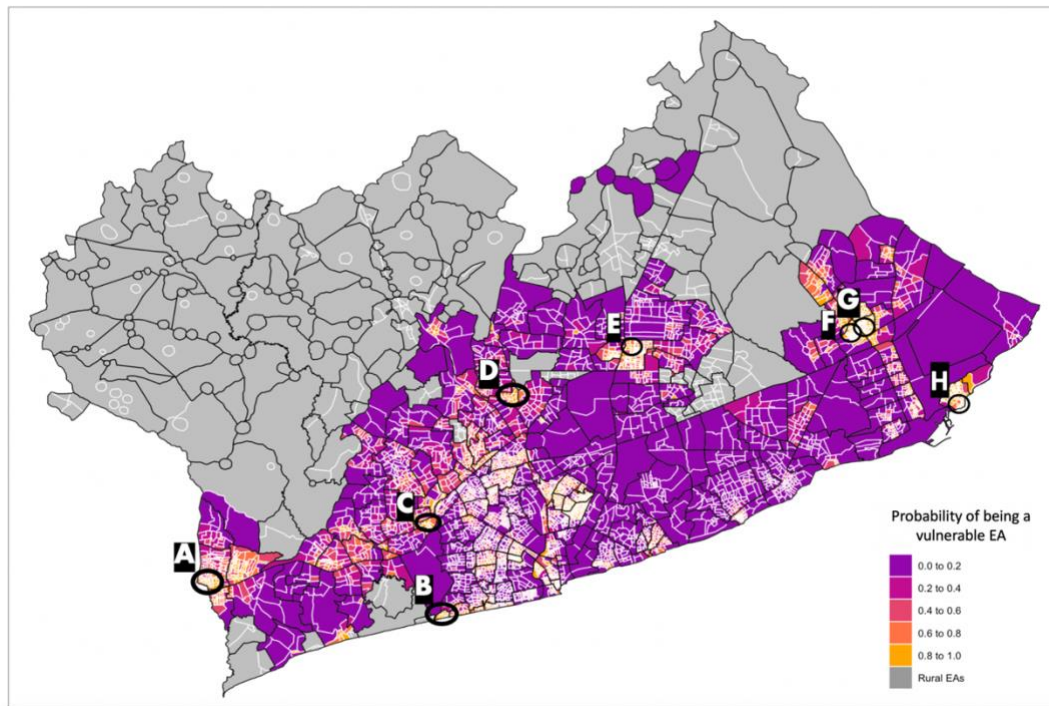 G
F
E
D
H
C
A
B
Probability of being a
vulnerable EA
0.0 to 0.2
0.2 to 0.4
0.4 to 0.6
0.6 to 0.8
0.8 to 1.0
Rural EAs